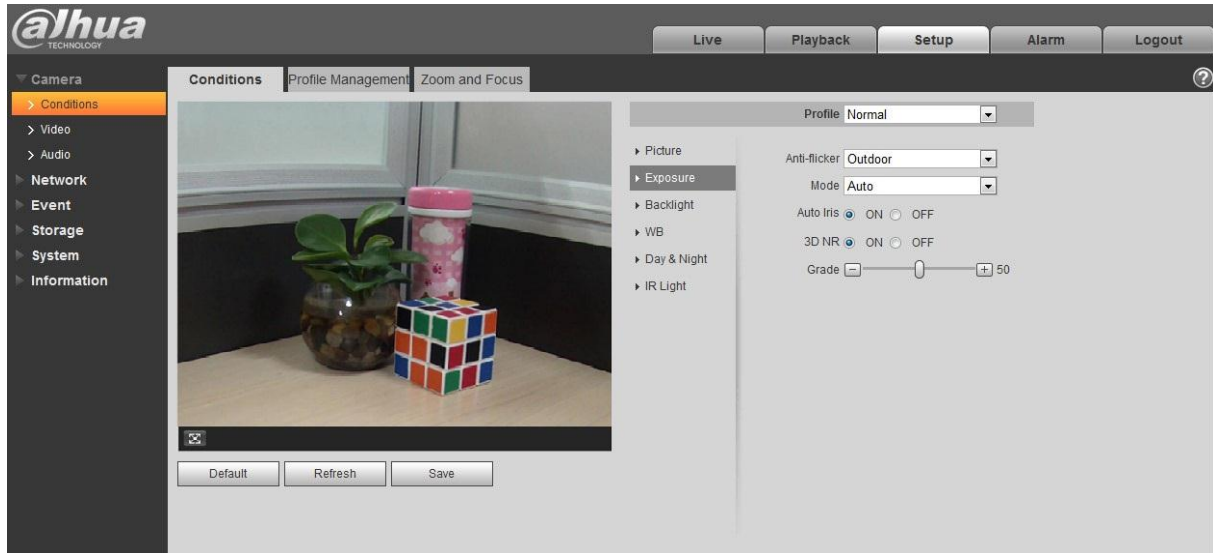 alhua
TECHNOLOGY
Live Playback Setup Alarm Logout
Camera
Conditions
Video
Audio
Network
Event
Storage
System
Information
Conditions Profile Management Zoom and Focus
?
Profile Normal
Picture
Exposure
Backlight
WB
Day & Night
IR Light
Anti-flicker Outdoor
Mode Auto
Auto Iris ON OFF
3D NR ON OFF
Grade 50
Default Refresh Save